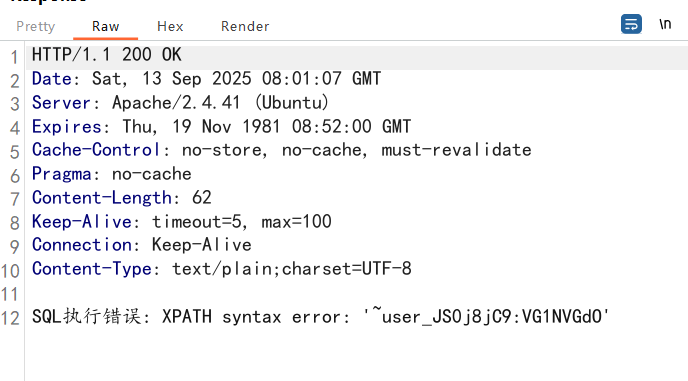 Pretty Raw Hex Render \n
1 HTTP/1.1 200 OK
2 Date: Sat, 13 Sep 2025 08:01:07 GMT
3 Server: Apache/2.4.41 (Ubuntu)
4 Expires: Thu, 19 Nov 1981 08:52:00 GMT
5 Cache-Control: no-store, no-cache, must-revalidate
6 Pragma: no-cache
7 Content-Length: 62
8 Keep-Alive: timeout=5, max=100
9 Connection: Keep-Alive
10 Content-Type: text/plain;charset=UTF-8
11
12 SQL执行错误: XPATH syntax error: '~user_JS0j8jC9:VG1NVGdO'